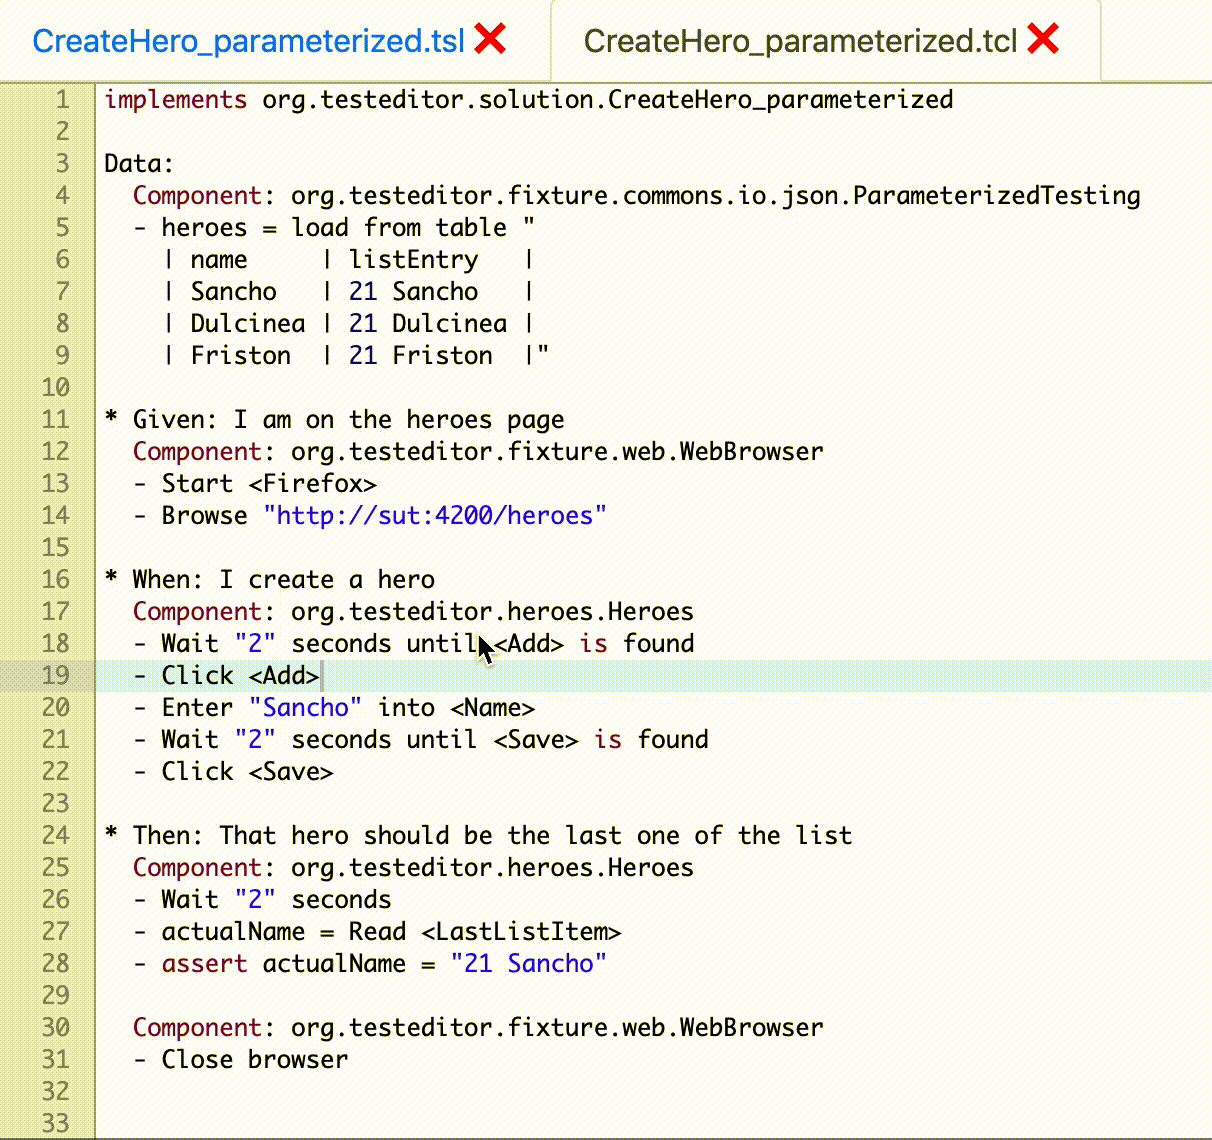 CreateHero_parameterized.tsl ❌ CreateHero_parameterized.tcl ❌
1 implements org.testeditor.solution.CreateHero_parameterized
2
3 Data:
4   Component: org.testeditor.fixture.commons.io.json.ParameterizedTesting
5   - heroes = load from table "
6     | name     | listEntry   |
7     | Sancho   | 21 Sancho   |
8     | Dulcinea | 21 Dulcinea |
9     | Friston  | 21 Friston  |"
10
11 * Given: I am on the heroes page
12   Component: org.testeditor.fixture.web.WebBrowser
13   - Start <Firefox>
14   - Browse "http://sut:4200/heroes"
15
16 * When: I create a hero
17   Component: org.testeditor.heroes.Heroes
18   - Wait "2" seconds until <Add> is found
19   - Click <Add>
20   - Enter "Sancho" into <Name>
21   - Wait "2" seconds until <Save> is found
22   - Click <Save>
23
24 * Then: That hero should be the last one of the list
25   Component: org.testeditor.heroes.Heroes
26   - Wait "2" seconds
27   - actualName = Read <LastListItem>
28   - assert actualName = "21 Sancho"
29
30   Component: org.testeditor.fixture.web.WebBrowser
31   - Close browser
32
33